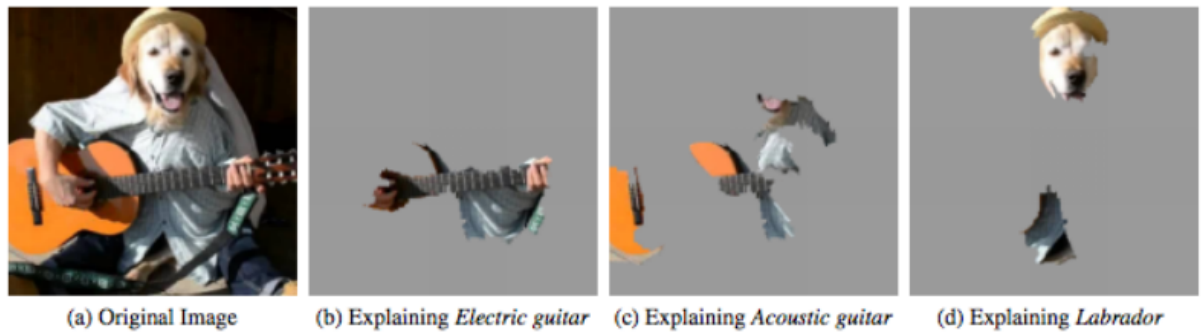 (a) Original Image
(b) Explaining Electric guitar
(c) Explaining Acoustic guitar
(d) Explaining Labrador